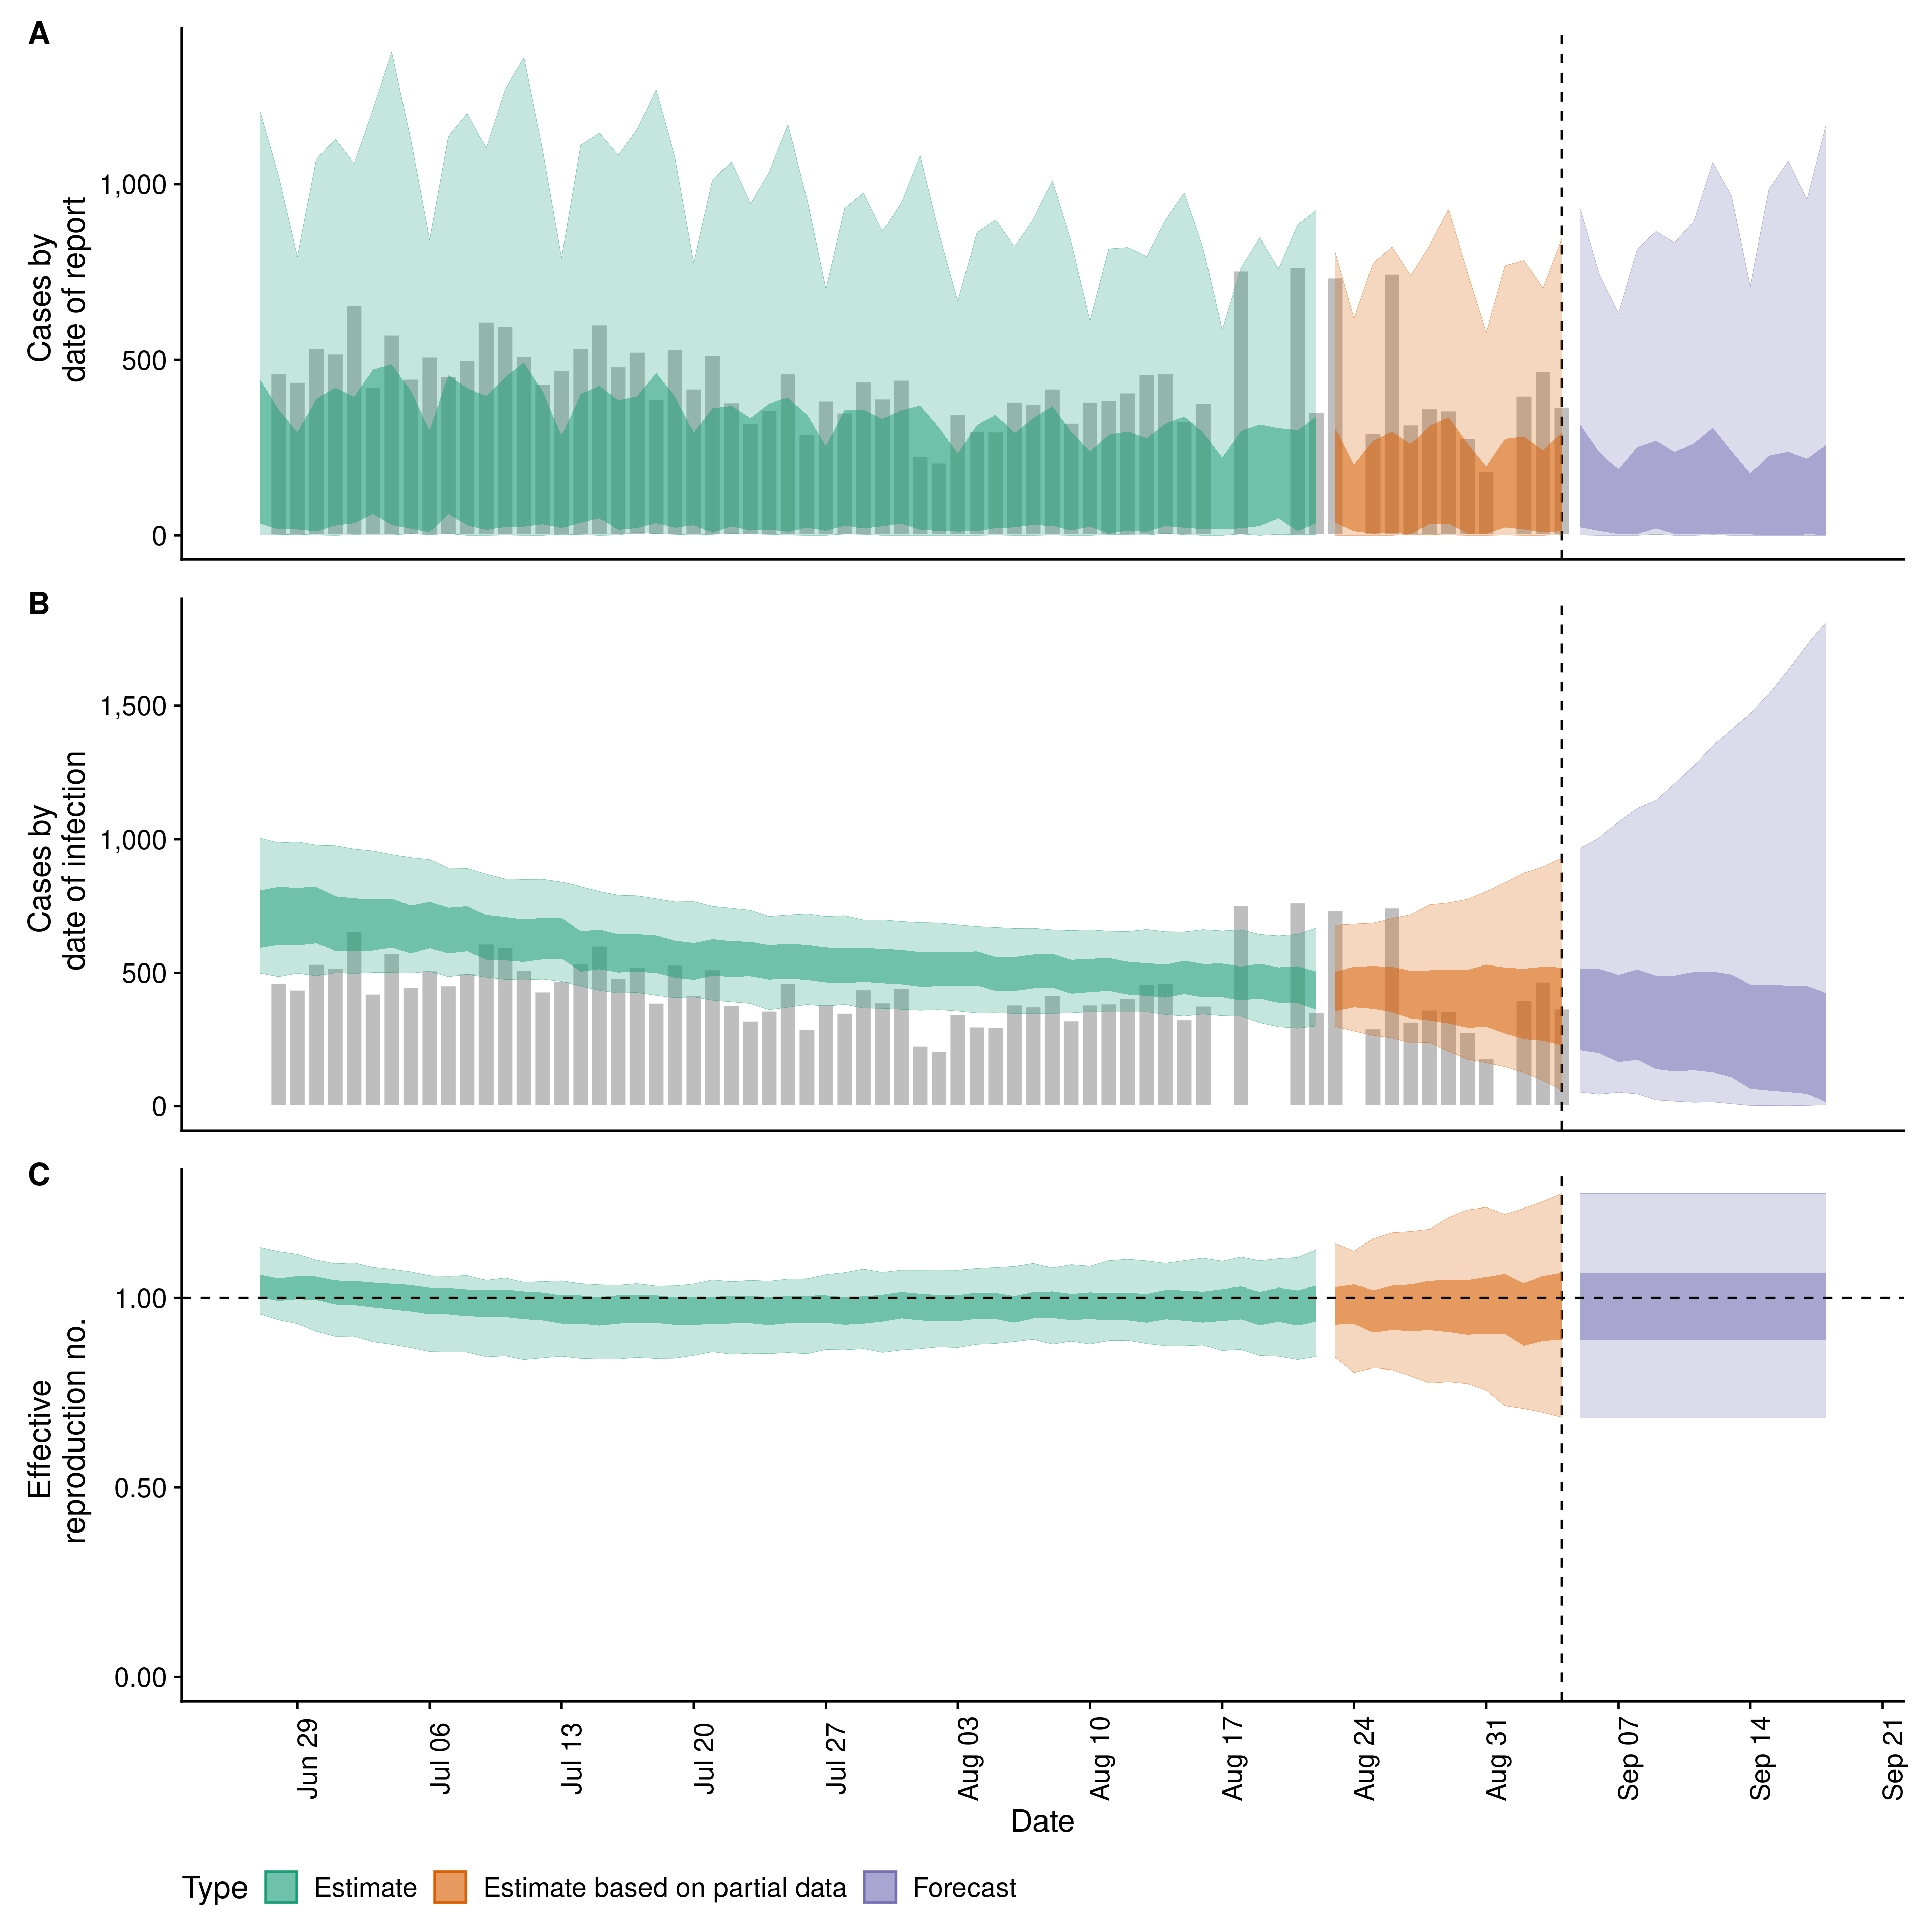 A
Cases by
date of report
1,000
500
0
B
Cases by
date of infection
1,500
1,000
500
0
C
Effective
reproduction no.
1.00
0.50
0.00
Jun 29
Jul 06
Jul 13
Jul 20
Jul 27
Aug 03
Aug 10
Aug 17
Aug 24
Aug 31
Sep 07
Sep 14
Sep 21
Date
Type Estimate Estimate based on partial data Forecast